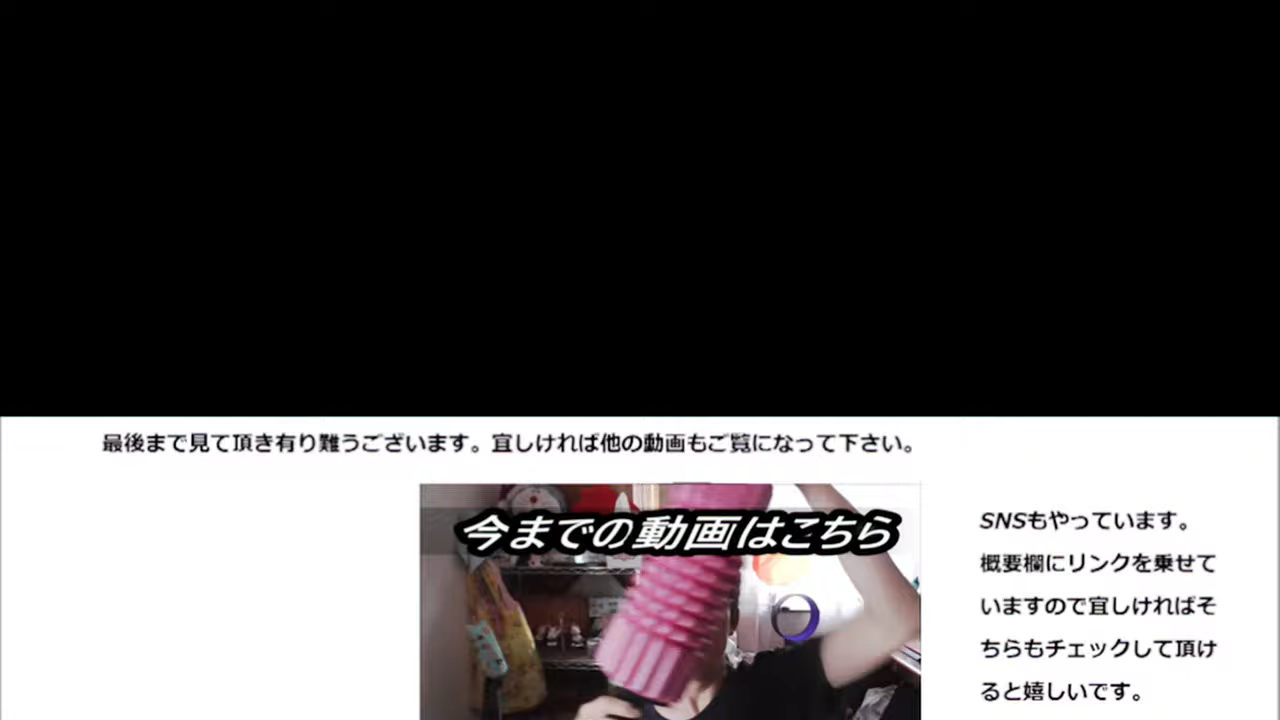 最後まで見て頂き有り難うございます。宜しければ他の動画もご覧になって下さい。
今までの動画はこちら
SNSもやっています。
概要欄にリンクを乗せて
いますので宜しければそ
ちらもチェックして頂け
ると嬉しいです。